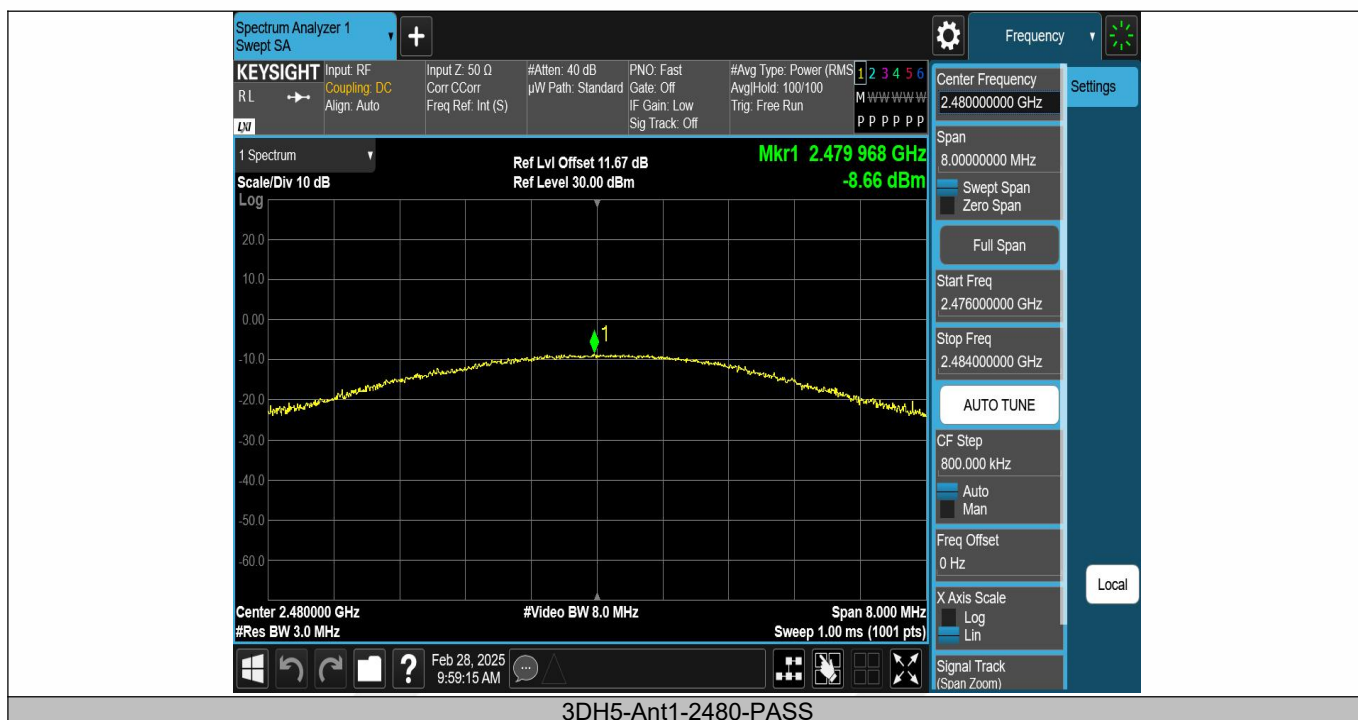 Spectrum Analyzer 1
Swept SA
Frequency
KEYSIGHT
RL
LXI
Input: RF
Coupling: DC
Align: Auto
Input Z: 50 Ω
Corr CCorr
Freq Ref: Int (S)
#Atten: 40 dB
µW Path: Standard
PNO: Fast
Gate: Off
IF Gain: Low
Sig Track: Off
#Avg Type: Power (RMS
Avg|Hold: 100/100
Trig: Free Run
1 2 3 4 5 6
M W W W W W
P P P P P P
1 Spectrum
Scale/Div 10 dB
Ref Lvl Offset 11.67 dB
Ref Level 30.00 dBm
Mkr1 2.479 968 GHz
-8.66 dBm
Log
20.0
10.0
0.00
-10.0
-20.0
-30.0
-40.0
-50.0
-60.0
1
Center 2.480000 GHz
#Res BW 3.0 MHz
#Video BW 8.0 MHz
Span 8.000 MHz
Sweep 1.00 ms (1001 pts)
Feb 28, 2025
9:59:15 AM
Center Frequency
2.480000000 GHz
Settings
Span
8.00000000 MHz
Swept Span
Zero Span
Full Span
Start Freq
2.476000000 GHz
Stop Freq
2.484000000 GHz
AUTO TUNE
CF Step
800.000 kHz
Auto
Man
Freq Offset
0 Hz
X Axis Scale
Log
Lin
Local
Signal Track
(Span Zoom)
3DH5-Ant1-2480-PASS